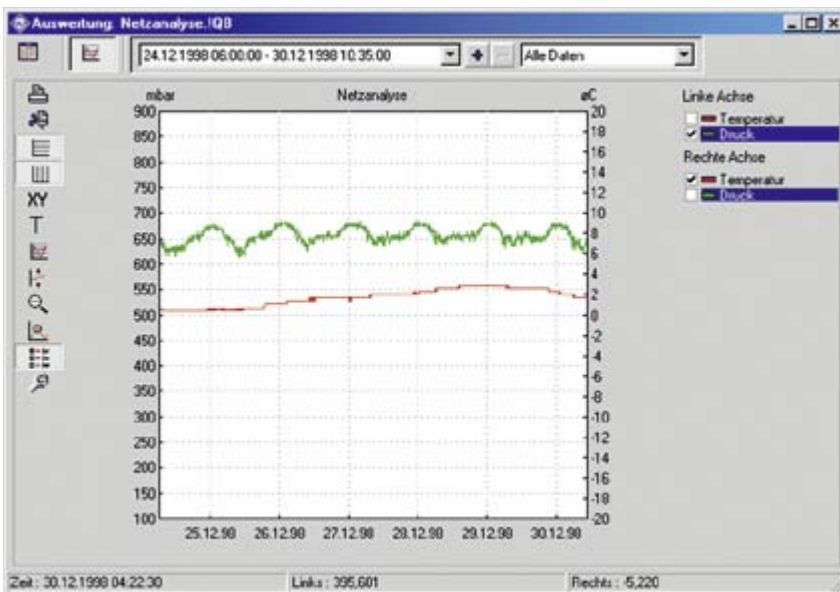 Auswertung: Netzanalyse.!QB
24.12.1998 06:00:00 - 30.12.1998 10:35:00
Alle Daten
mbar
Netzanalyse
øC
900
850
800
750
700
650
600
550
500
450
400
350
300
250
200
150
100
20
18
16
14
12
10
8
6
4
2
0
-2
-4
-6
-8
-10
-12
-14
-16
-18
-20
25.12.98 26.12.98 27.12.98 28.12.98 29.12.98 30.12.98
Linke Achse
Temperatur
Druck
Rechte Achse
Temperatur
Druck
XY
T
Zeit : 30.12.1998 04:22:30
Links : 395,601
Rechts : -5,220